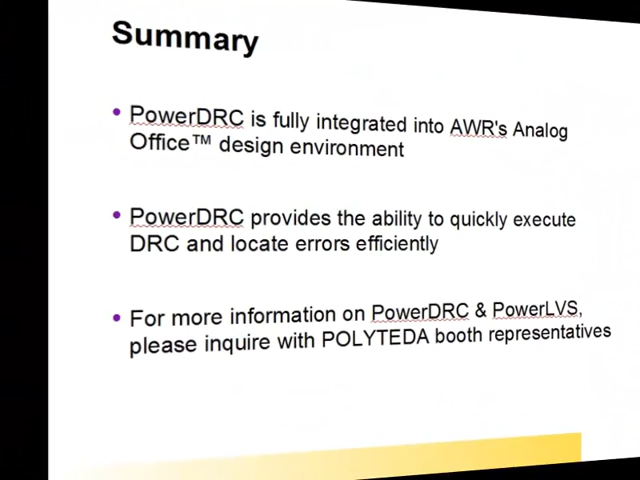 Summary
• PowerDRC is fully integrated into AWR's Analog
Office™ design environment
• PowerDRC provides the ability to quickly execute
DRC and locate errors efficiently
• For more information on PowerDRC & PowerLVS,
please inquire with POLYTEDA booth representatives